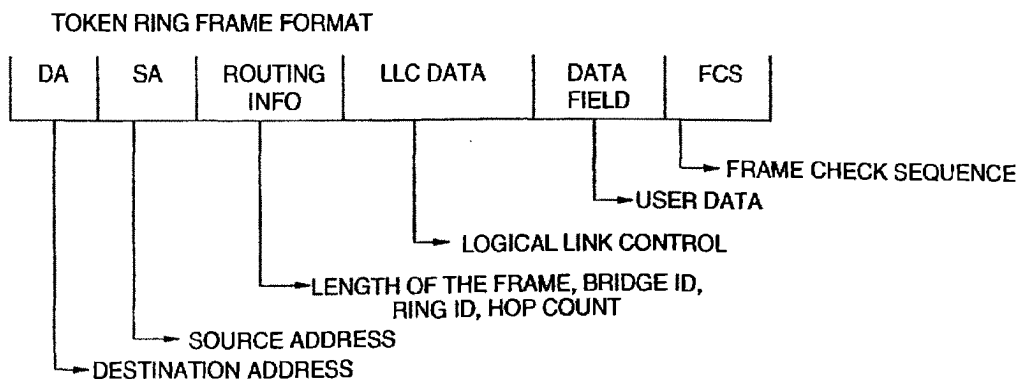 TOKEN RING FRAME FORMAT
DA
SA
ROUTING
INFO
LLC DATA
DATA
FIELD
FCS
FRAME CHECK SEQUENCE
USER DATA
LOGICAL LINK CONTROL
LENGTH OF THE FRAME, BRIDGE ID,
RING ID, HOP COUNT
SOURCE ADDRESS
DESTINATION ADDRESS